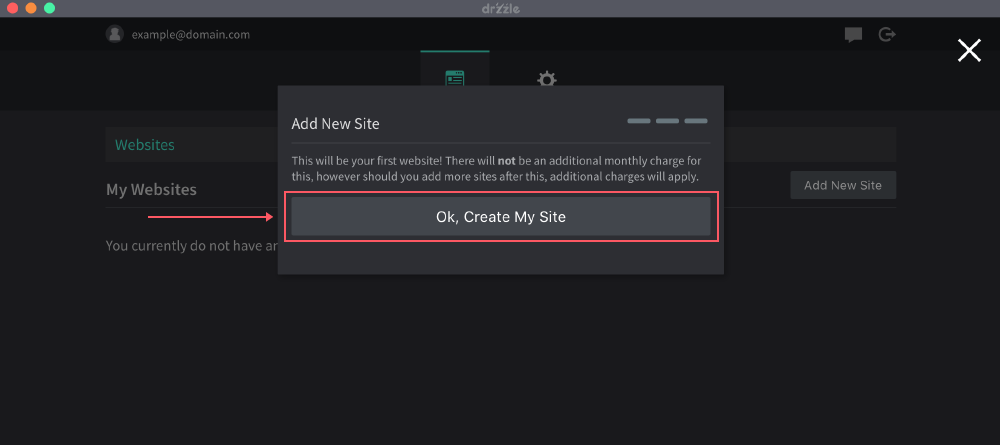 drizzle
example@domain.com
Add New Site
Websites
This will be your first website! There will not be an additional monthly charge for
this, however should you add more sites after this, additional charges will apply.
My Websites
Add New Site
Ok, Create My Site
You currently do not have